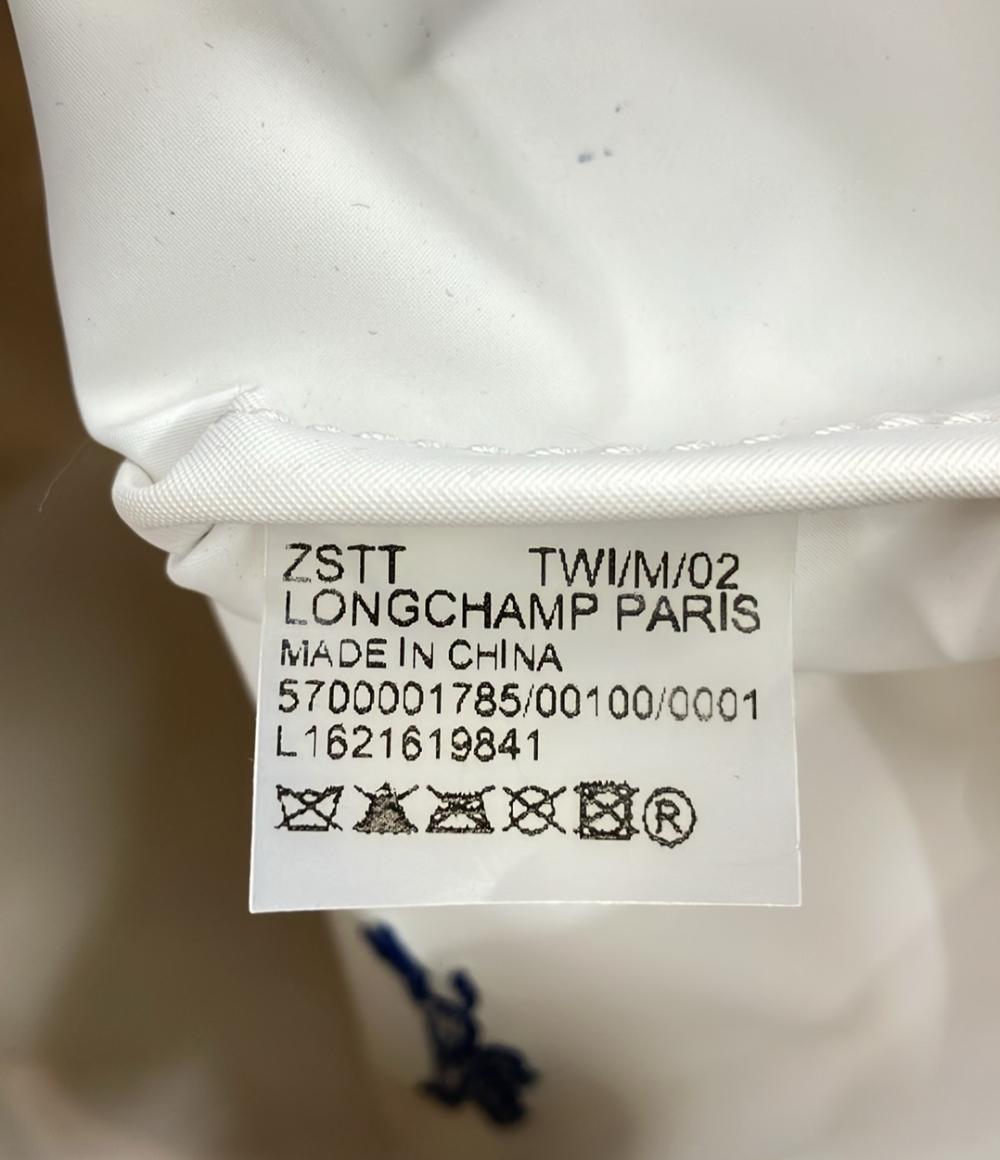 ZSTT TWI/M/02
LONGCHAMP PARIS
MADE IN CHINA
5700001785/00100/0001
L1621619841
®